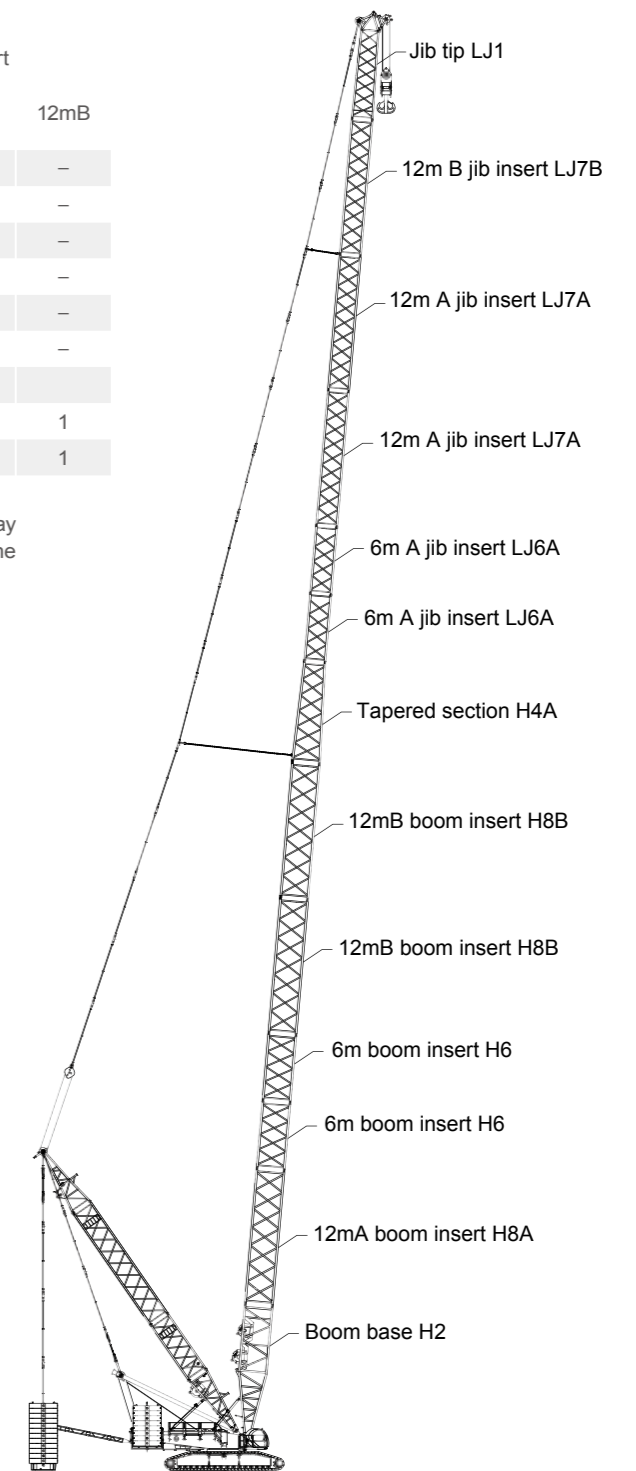 rt
12mB
–
–
–
–
–
–
1
1
ay
ne
Jib tip LJ1
12m B jib insert LJ7B
12m A jib insert LJ7A
12m A jib insert LJ7A
6m A jib insert LJ6A
6m A jib insert LJ6A
Tapered section H4A
12mB boom insert H8B
12mB boom insert H8B
6m boom insert H6
6m boom insert H6
12mA boom insert H8A
Boom base H2